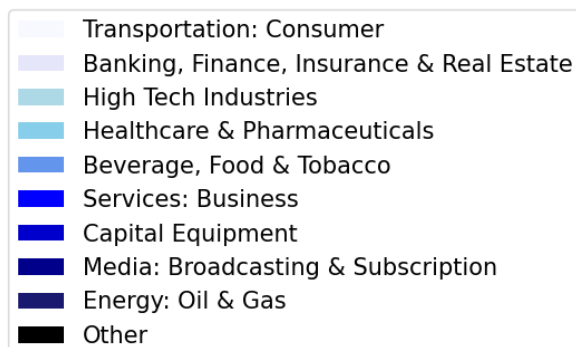 Transportation: Consumer
Banking, Finance, Insurance & Real Estate
High Tech Industries
Healthcare & Pharmaceuticals
Beverage, Food & Tobacco
Services: Business
Capital Equipment
Media: Broadcasting & Subscription
Energy: Oil & Gas
Other